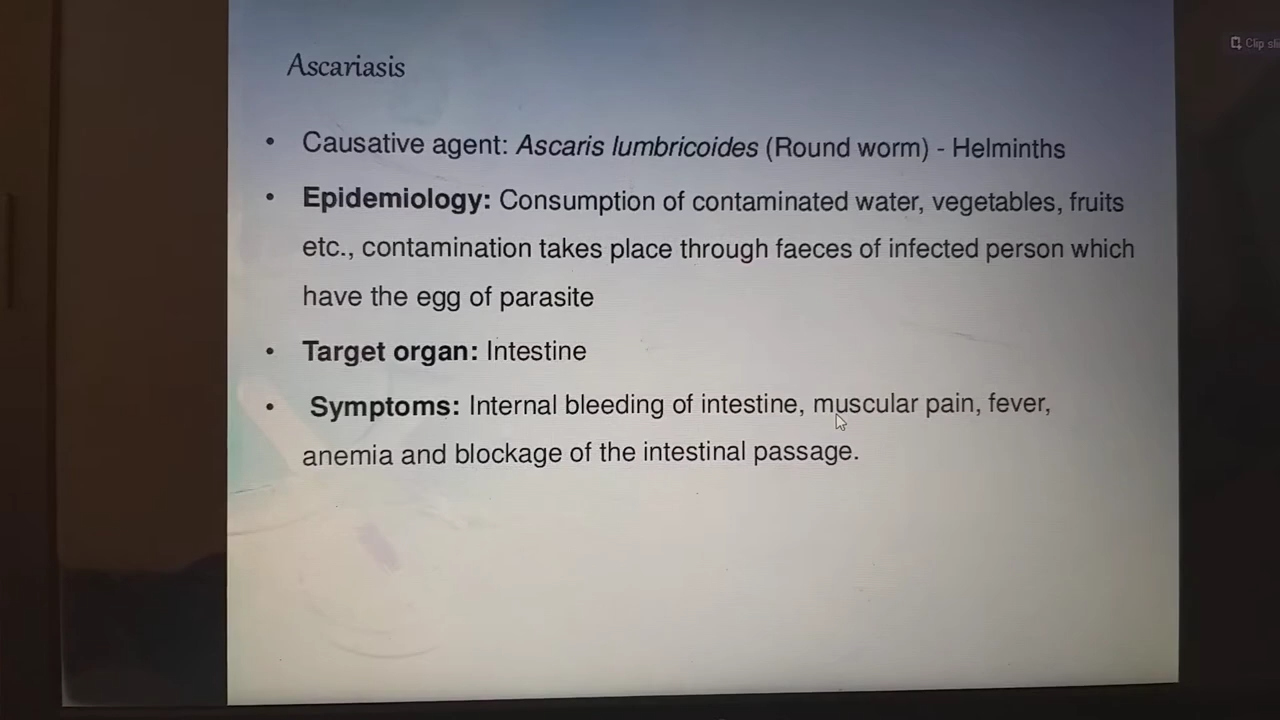 Clip sli
Ascariasis
• Causative agent: Ascaris lumbricoides (Round worm) - Helminths
• Epidemiology: Consumption of contaminated water, vegetables, fruits
etc., contamination takes place through faeces of infected person which
have the egg of parasite
• Target organ: Intestine
• Symptoms: Internal bleeding of intestine, muscular pain, fever,
anemia and blockage of the intestinal passage.